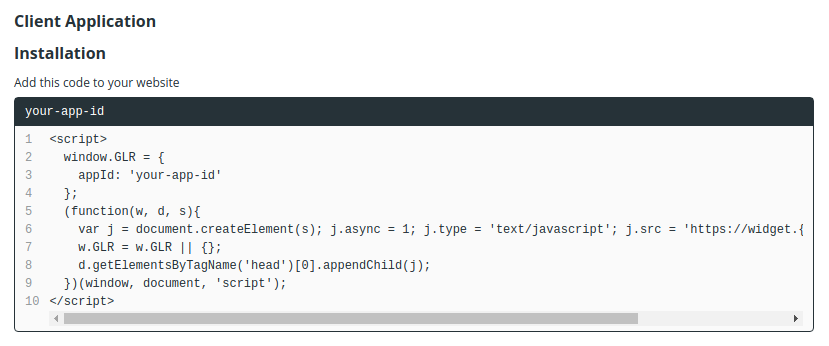 Client Application
Installation
Add this code to your website
your-app-id
1 <script>
2   window.GLR = {
3     appId: 'your-app-id'
4   };
5   (function(w, d, s){
6     var j = document.createElement(s); j.async = 1; j.type = 'text/javascript'; j.src = 'https://widget.{
7     w.GLR = w.GLR || {};
8     d.getElementsByTagName('head')[0].appendChild(j);
9   })(window, document, 'script');
10 </script>